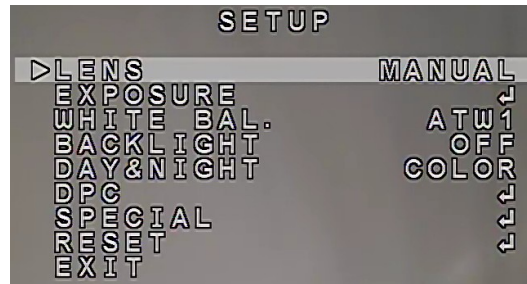 SETUP
▷LENS MANUAL
EXPOSURE ↲
WHITE BAL. ATW1
BACKLIGHT OFF
DAY&NIGHT COLOR
DPC ↲
SPECIAL ↲
RESET ↲
EXIT